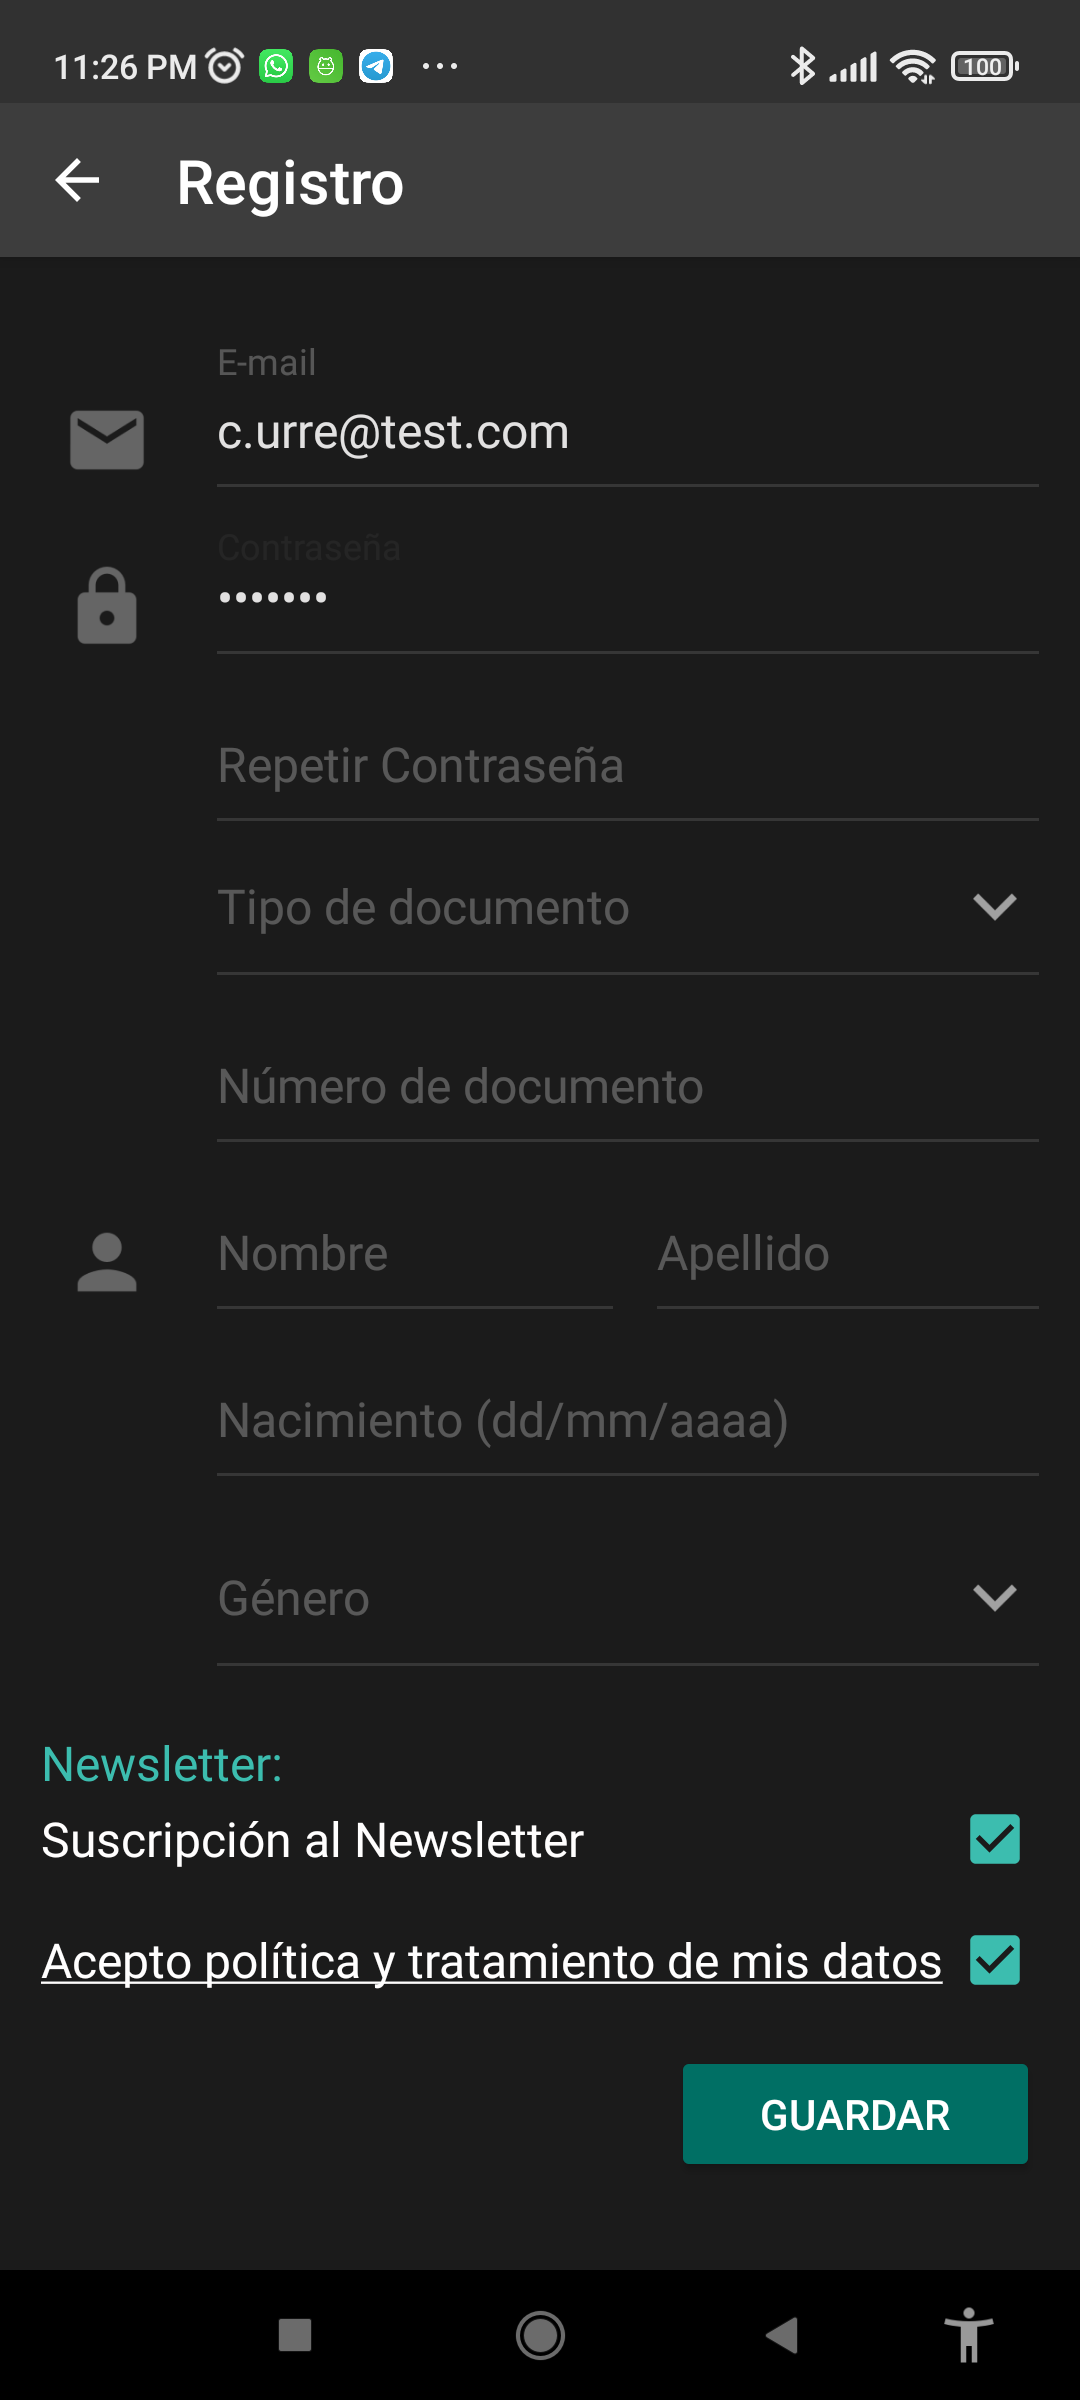 11:26 PM
100
Registro
E-mail
c.urre@test.com
Contraseña
•••••••
Repetir Contraseña
Tipo de documento
Número de documento
Nombre Apellido
Nacimiento (dd/mm/aaaa)
Género
Newsletter:
Suscripción al Newsletter
Acepto política y tratamiento de mis datos
GUARDAR